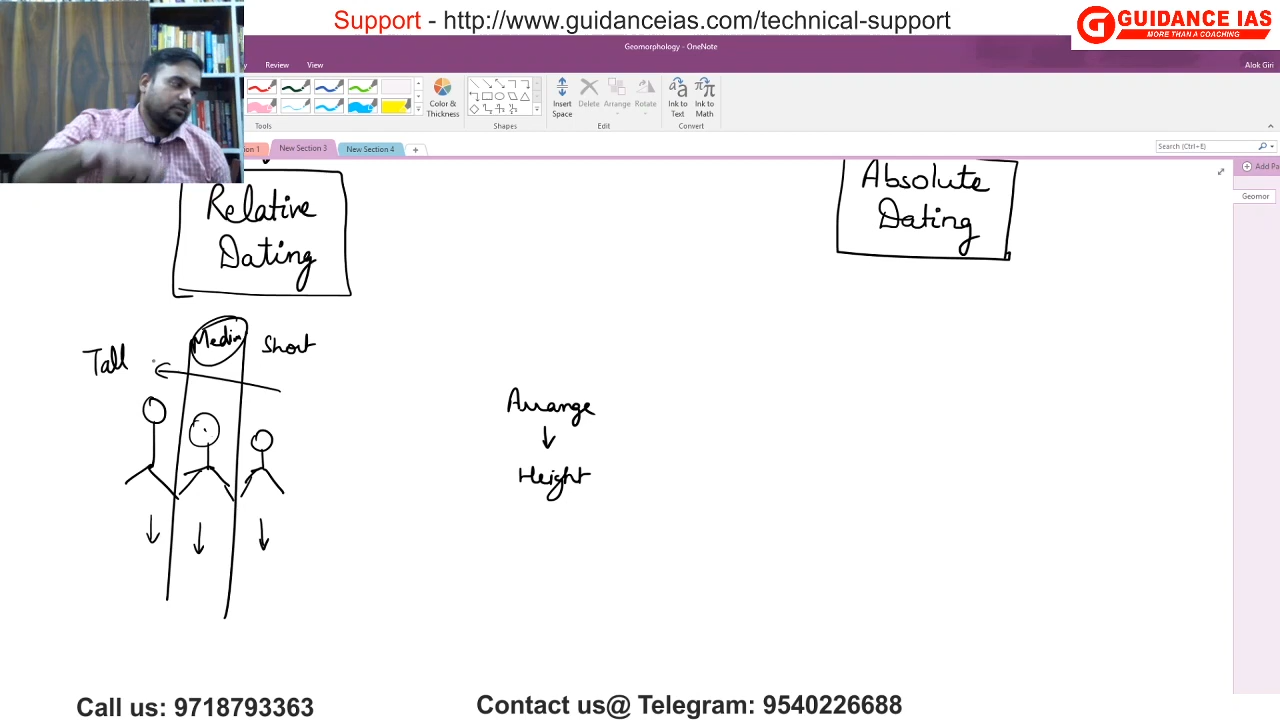 Support - http://www.guidanceias.com/technical-support
GUIDANCE IAS
MORE THAN A COACHING
Geomorphology - OneNote
Alok Giri
Review View
Color & Thickness
Insert Space
Delete
Arrange
Rotate
Ink to Text
Ink to Math
Tools
Shapes
Edit
Convert
New Section 3
New Section 4
Search (Ctrl+E)
Add Pa
Geomor
Relative
Dating
Absolute
Dating
Tall
Medim
Short
Arrange
Height
Call us: 9718793363
Contact us@ Telegram: 9540226688